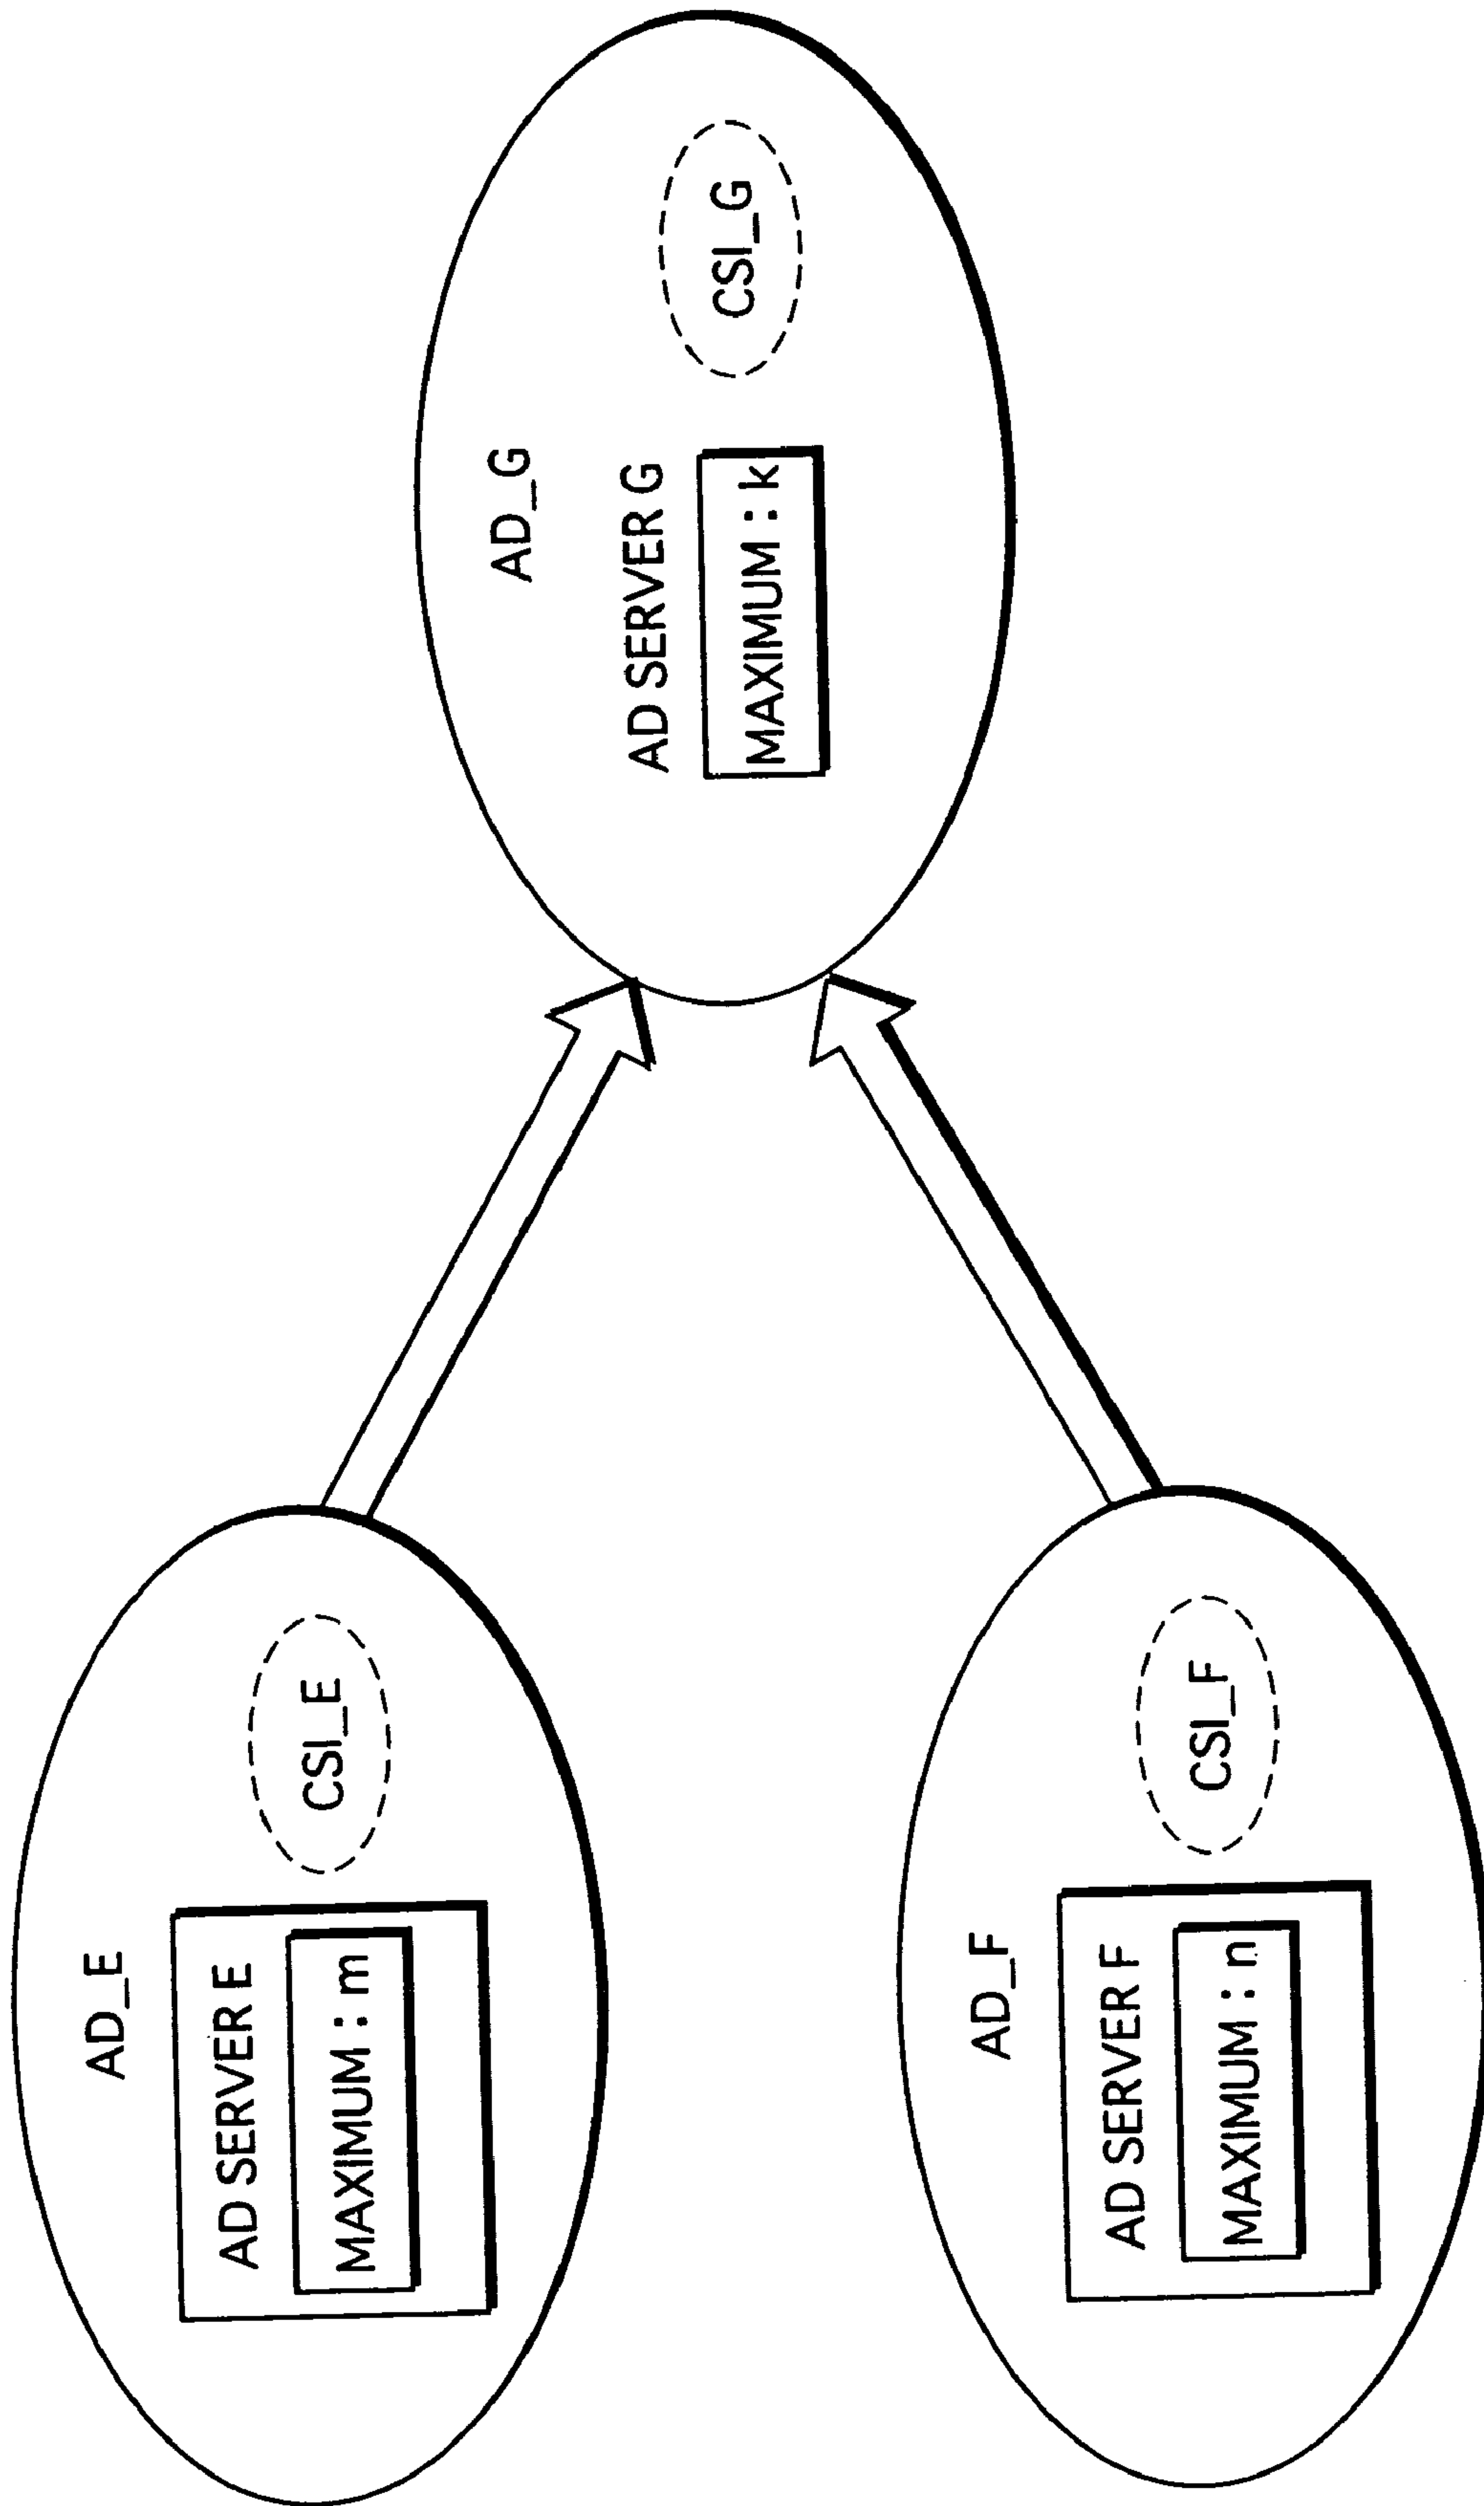 AD_E
AD SERVER E
MAXIMUM : m
CSI_E
AD_F
AD SERVER F
MAXIMUM : n
CSI_F
AD_G
AD SERVER G
MAXIMUM : k
CSI_G